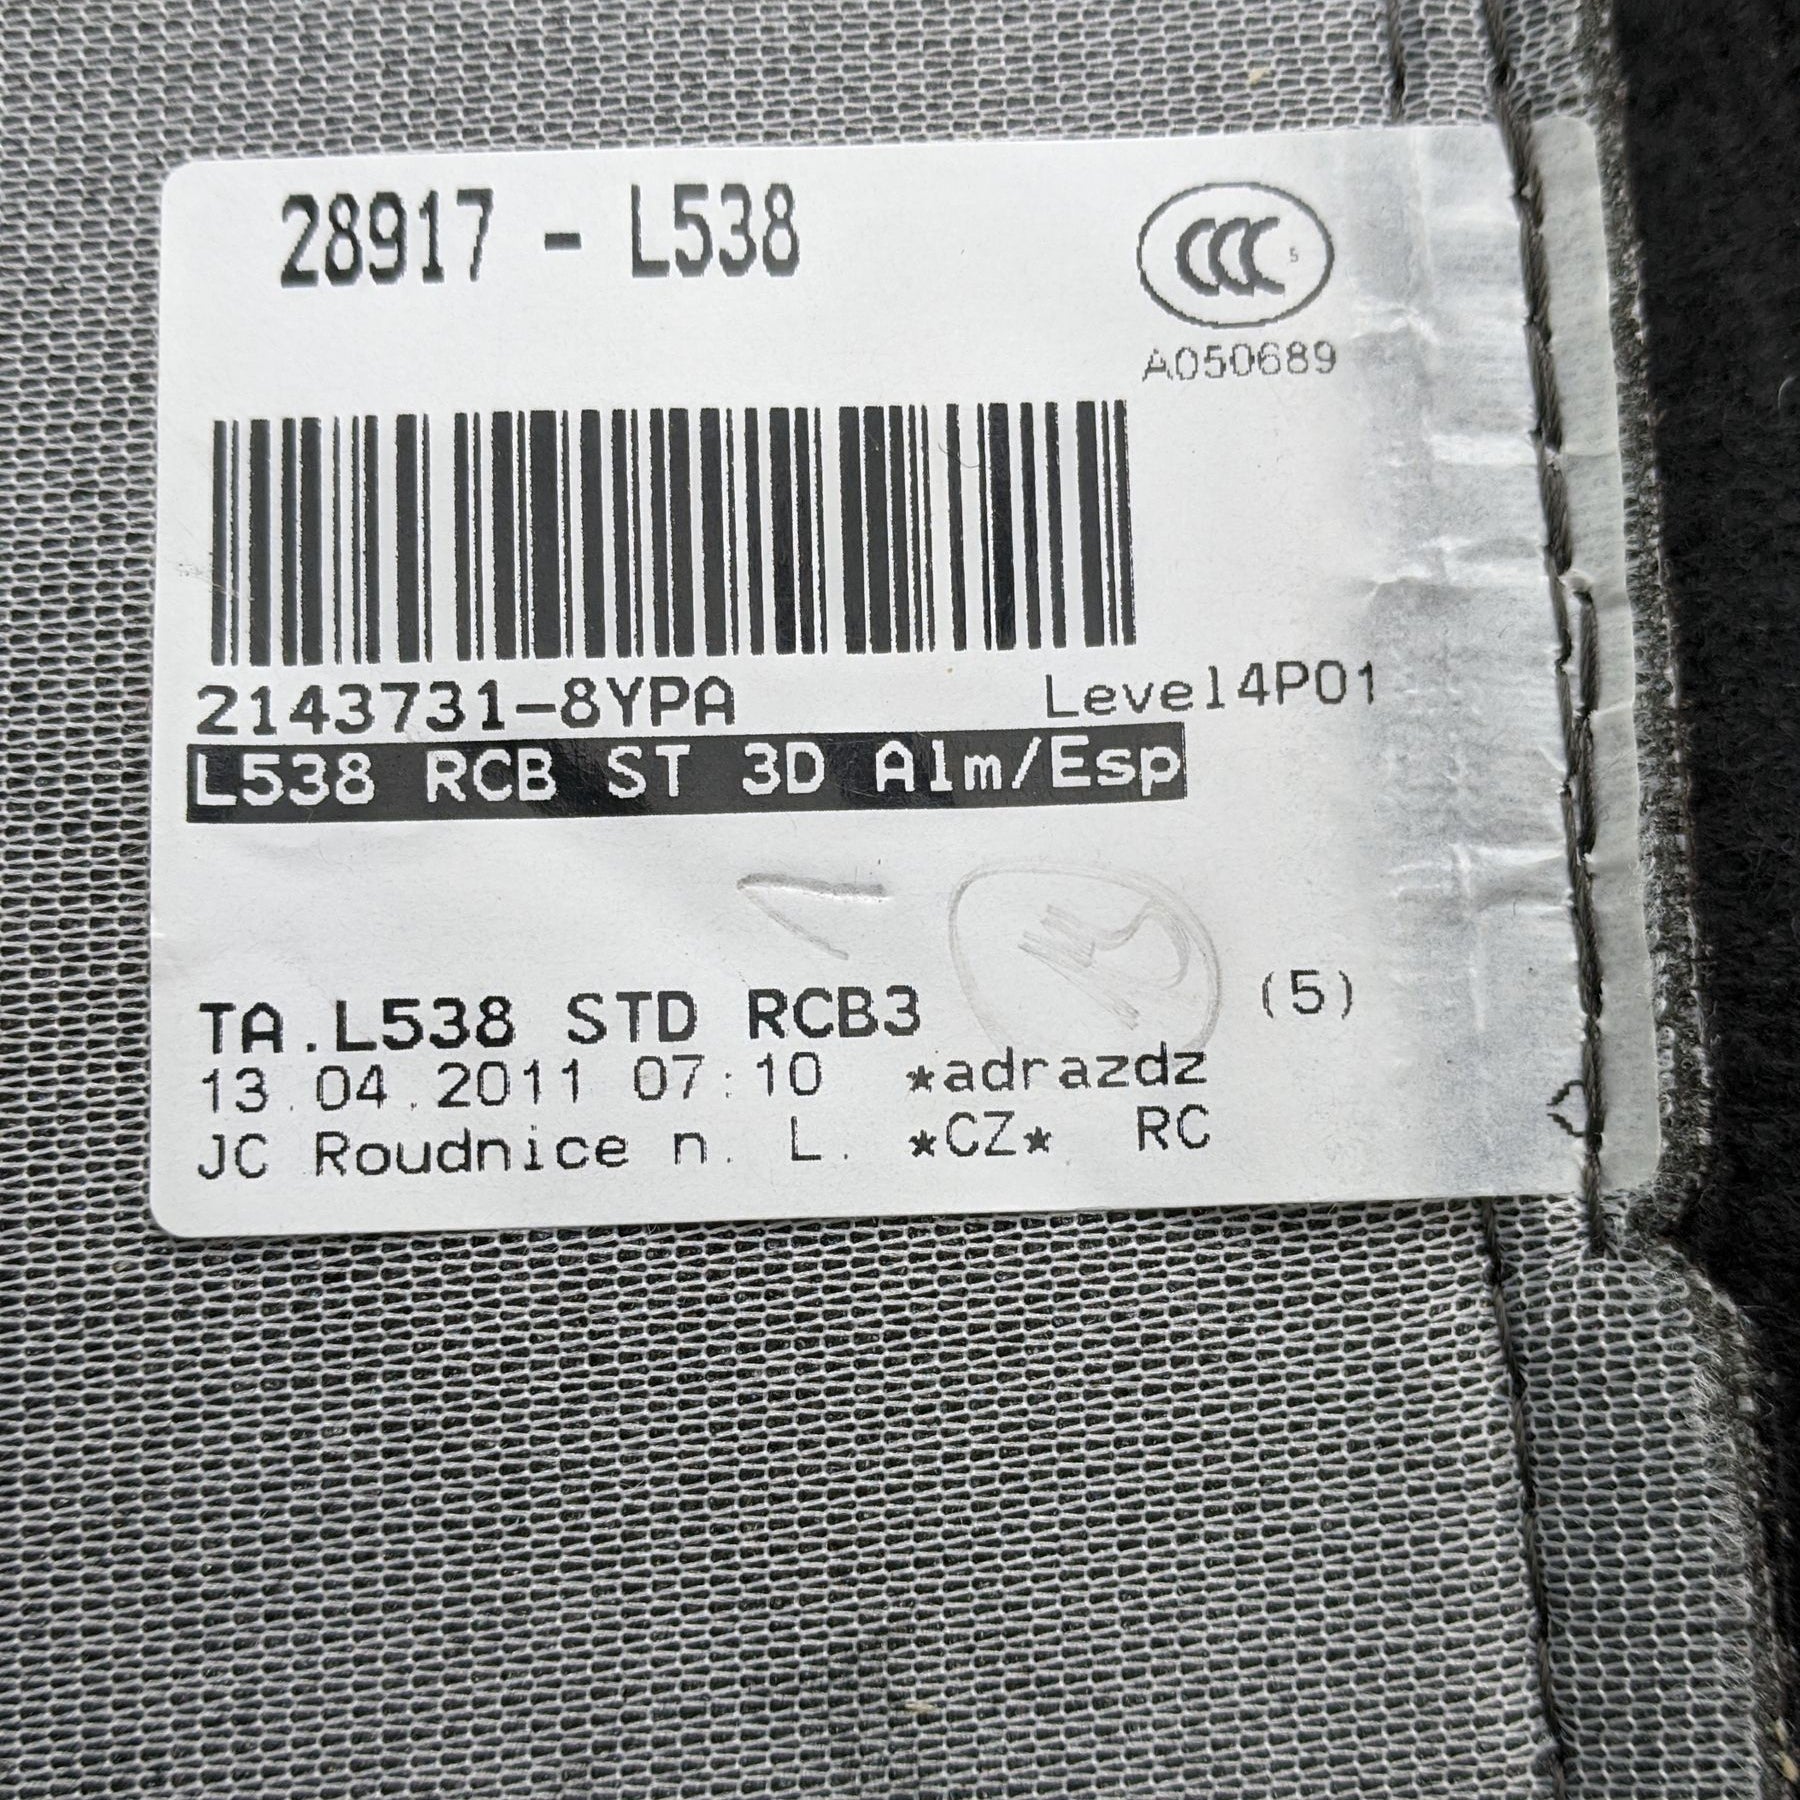 28917 - L538
CCC S
A050689
2143731-8YPA Level4P01
L538 RCB ST 3D Alm/Esp
TA.L538 STD RCB3 (5)
13.04.2011 07:10 *adrazdz
JC Roudnice n. L. *CZ* RC